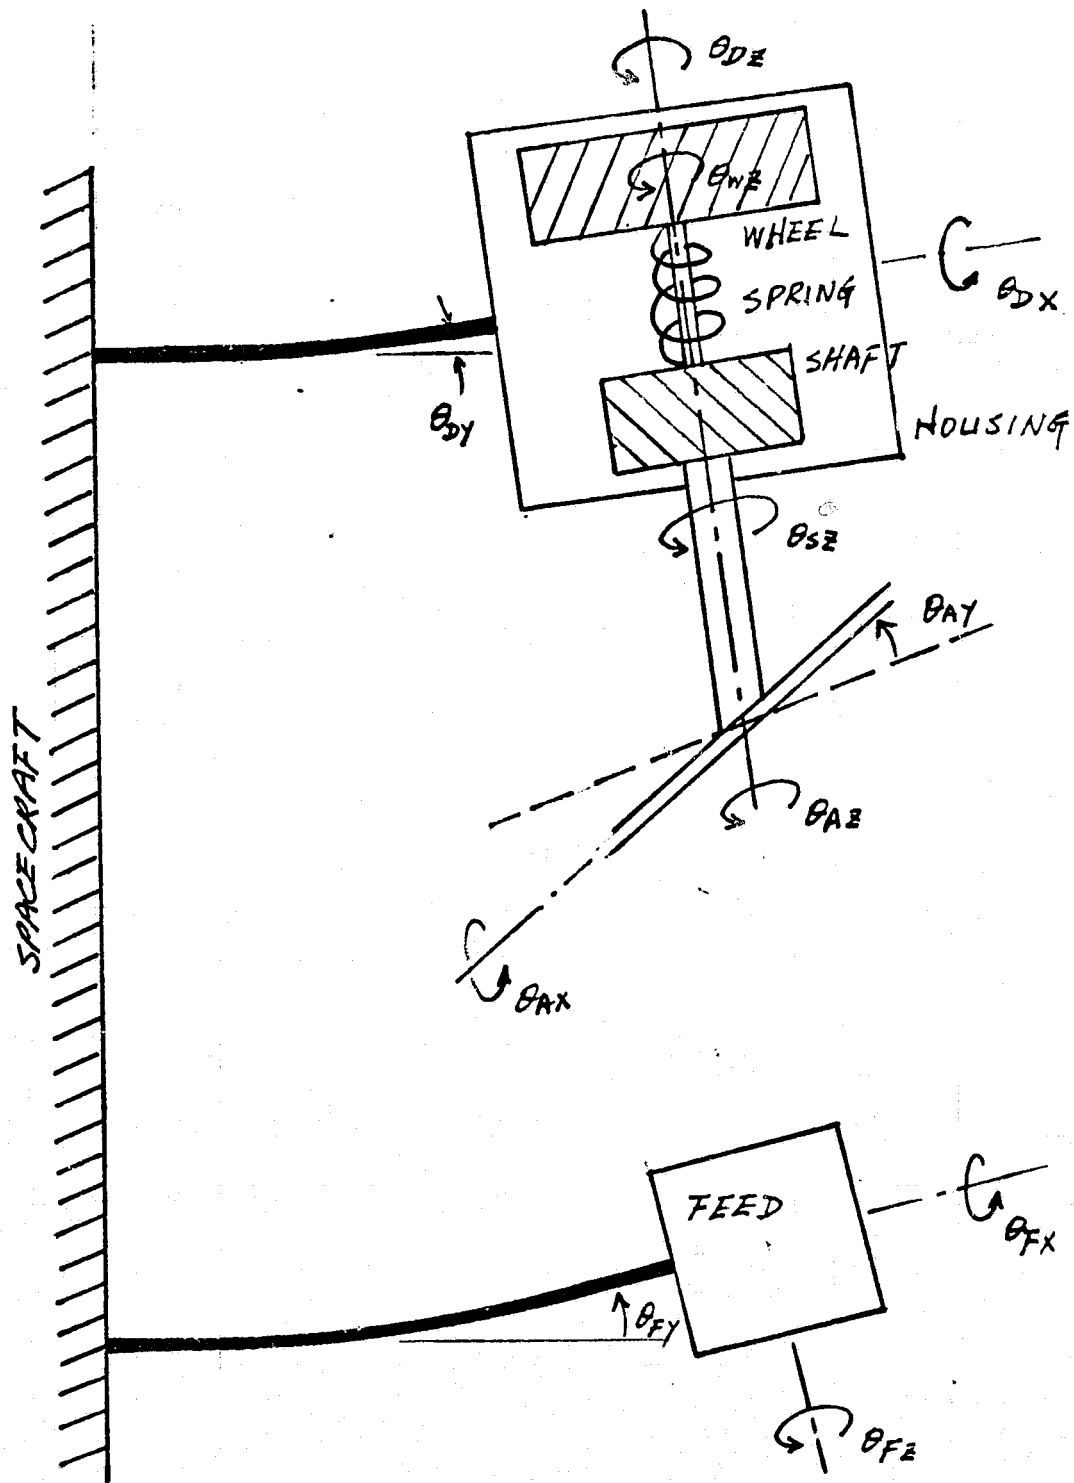 θDZ
θWZ
WHEEL
SPRING
θDX
SHAFT
θDY
HOUSING
θSZ
θAY
SPACECRAFT
θAZ
θAX
FEED
θFX
θFY
θFZ